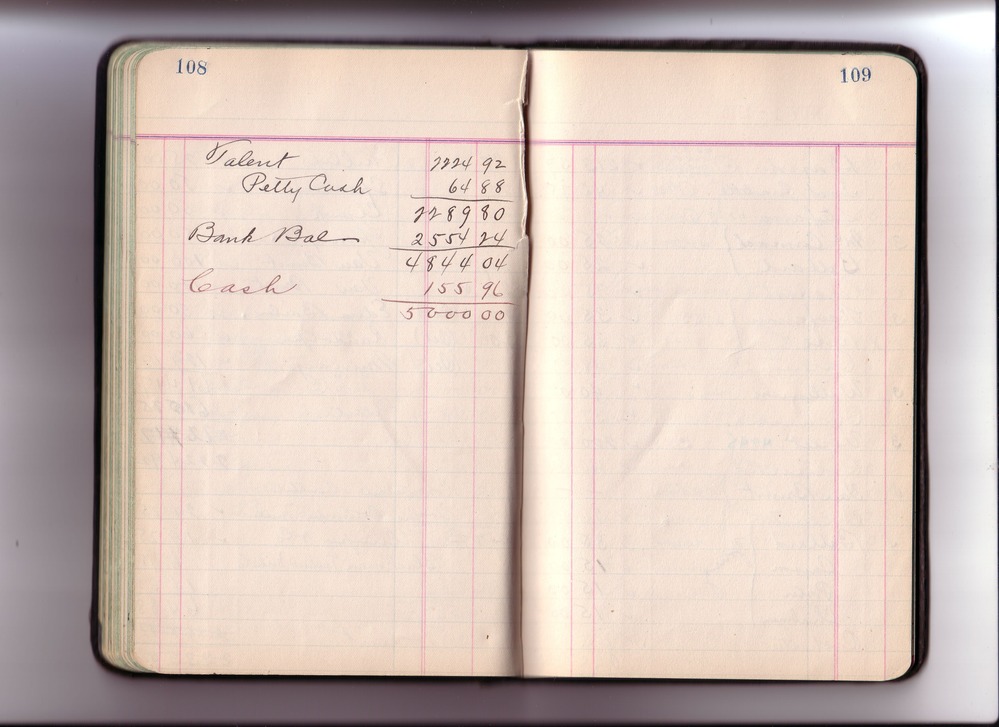 108
Talent 2224 92
Petty Cash 64 88
2289 80
Bank Bal 2554 24
4844 04
Cash 155 96
5000 00
109